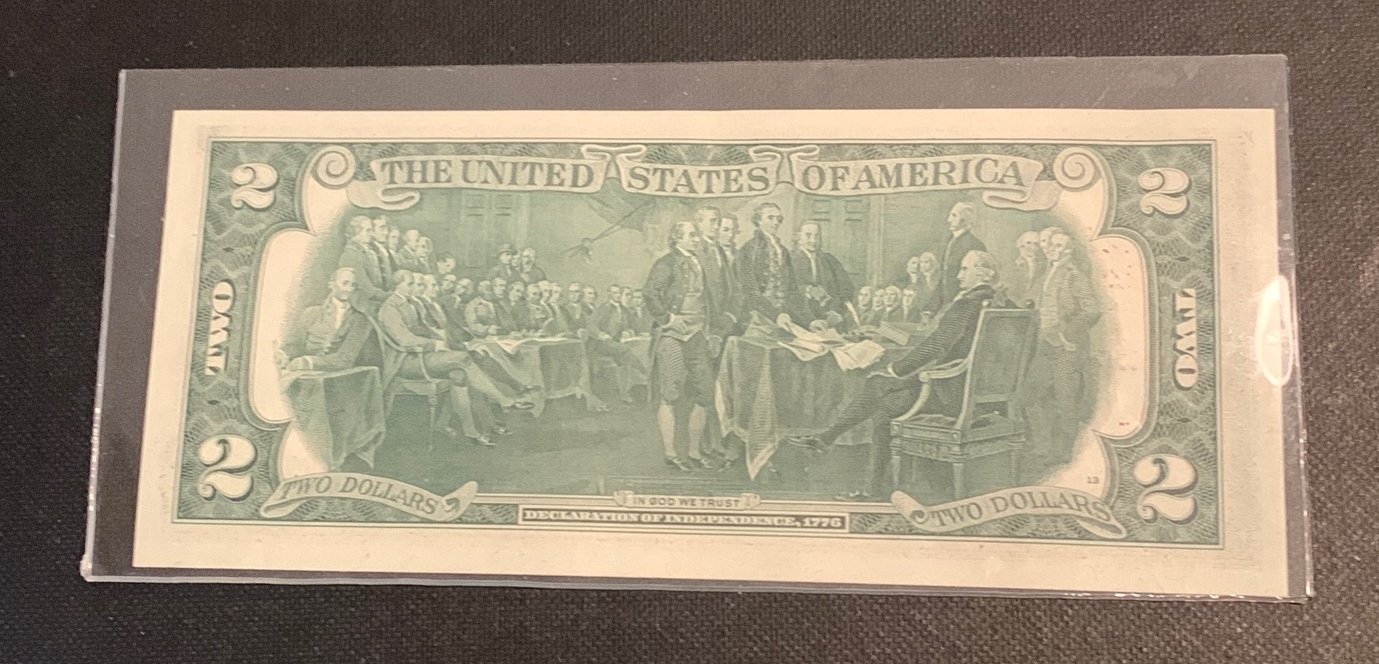 2 THE UNITED STATES OF AMERICA 2
TWO
TWO
13
2 TWO DOLLARS IN GOD WE TRUST TWO DOLLARS 2
DECLARATION OF INDEPENDENCE, 1776